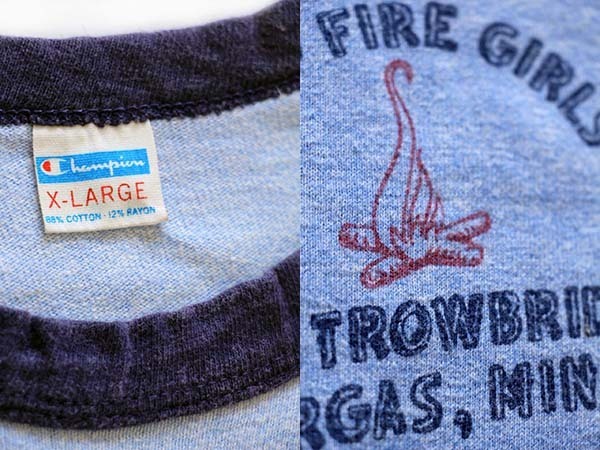 Champion
X-LARGE
88% COTTON · 12% RAYON
FIRE GIRLS
TROWBRID
RGAS, MIN